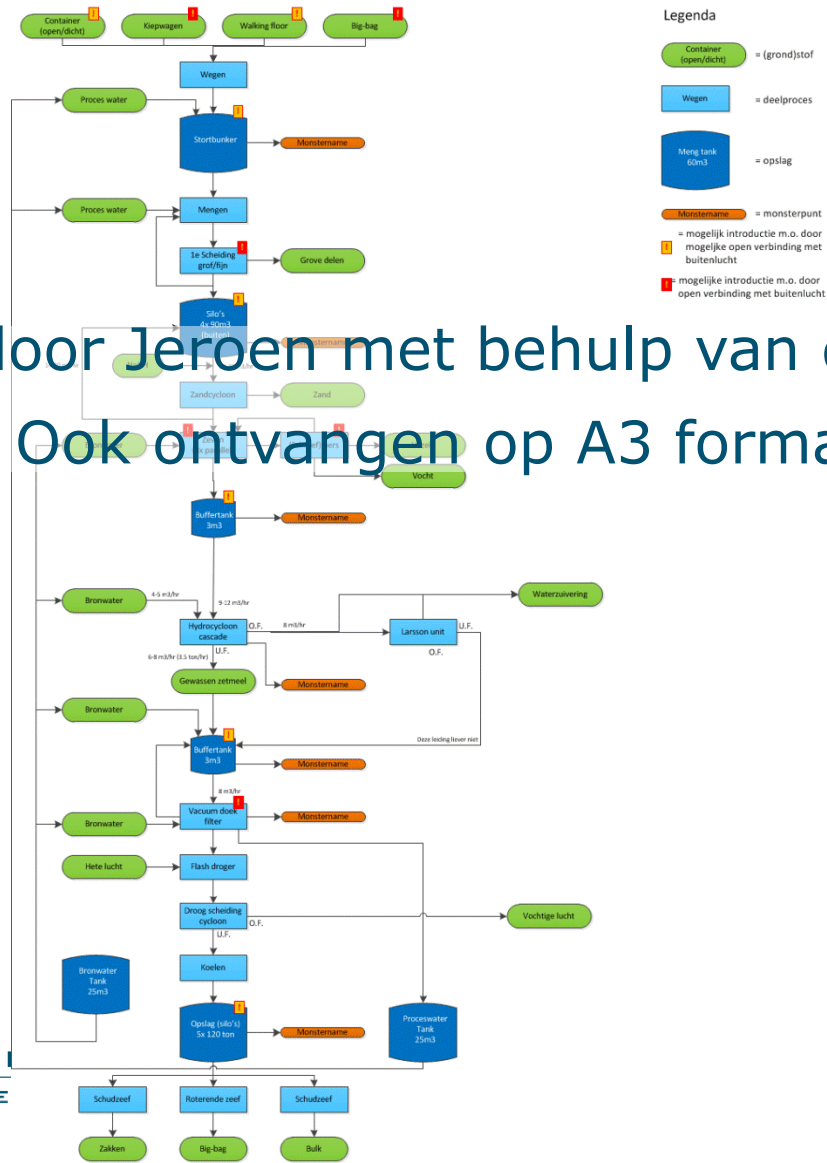 Container
(open/dicht)
Kiepwagen
Walking floor
Big-bag
Legenda
Container
(open/dicht)
= (grond)stof
Wegen
Wegen
= deelproces
Proces water
Stortbunker
Monstername
Meng tank
60m3
= opslag
Proces water
Mengen
Monstername
= monsterpunt
= mogelijk introductie m.o. door
mogeljke open verbinding met
buitenlucht
1e Scheiding
grof/fijn
Grove delen
= mogelijke introductie m.o. door
open verbinding met buitenlucht
Silo's
4x 90m3
(buiten)
Monstername
door Jeroen met behulp van
Zandcycloon
Zand
Ook ontvangen op A3 forma
Vocht
Buffertank
3m3
Monstername
Bronwater
4-5 m3/hr
9-12 m3/hr
Waterzuivering
Hydrocycloon
cascade
O.F.
8 m3/hr
Larsson unit
U.F.
O.F.
U.F.
6-8 m3/hr (3.5 ton/hr)
Gewassen zetmeel
Monstername
Bronwater
Deze leiding liever niet
Buffertank
3m3
Monstername
8 m3/hr
Vacuum doek
filter
Monstername
Bronwater
Hete lucht
Flash droger
Droog scheiding
cycloon
O.F.
Vochtige lucht
U.F.
Koelen
Bronwater
Tank
25m3
Opslag (silo's)
5x 120 ton
Monstername
Proceswater
Tank
25m3
Schudzeef
Roterende zeef
Schudzeef
Zakken
Big-bag
Bulk